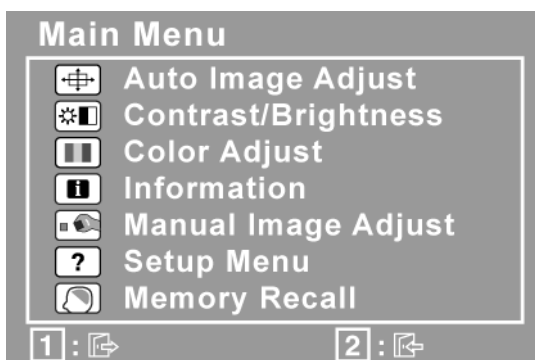 Main Menu
Auto Image Adjust
Contrast/Brightness
Color Adjust
Information
Manual Image Adjust
? Setup Menu
Memory Recall
1 : 2 :